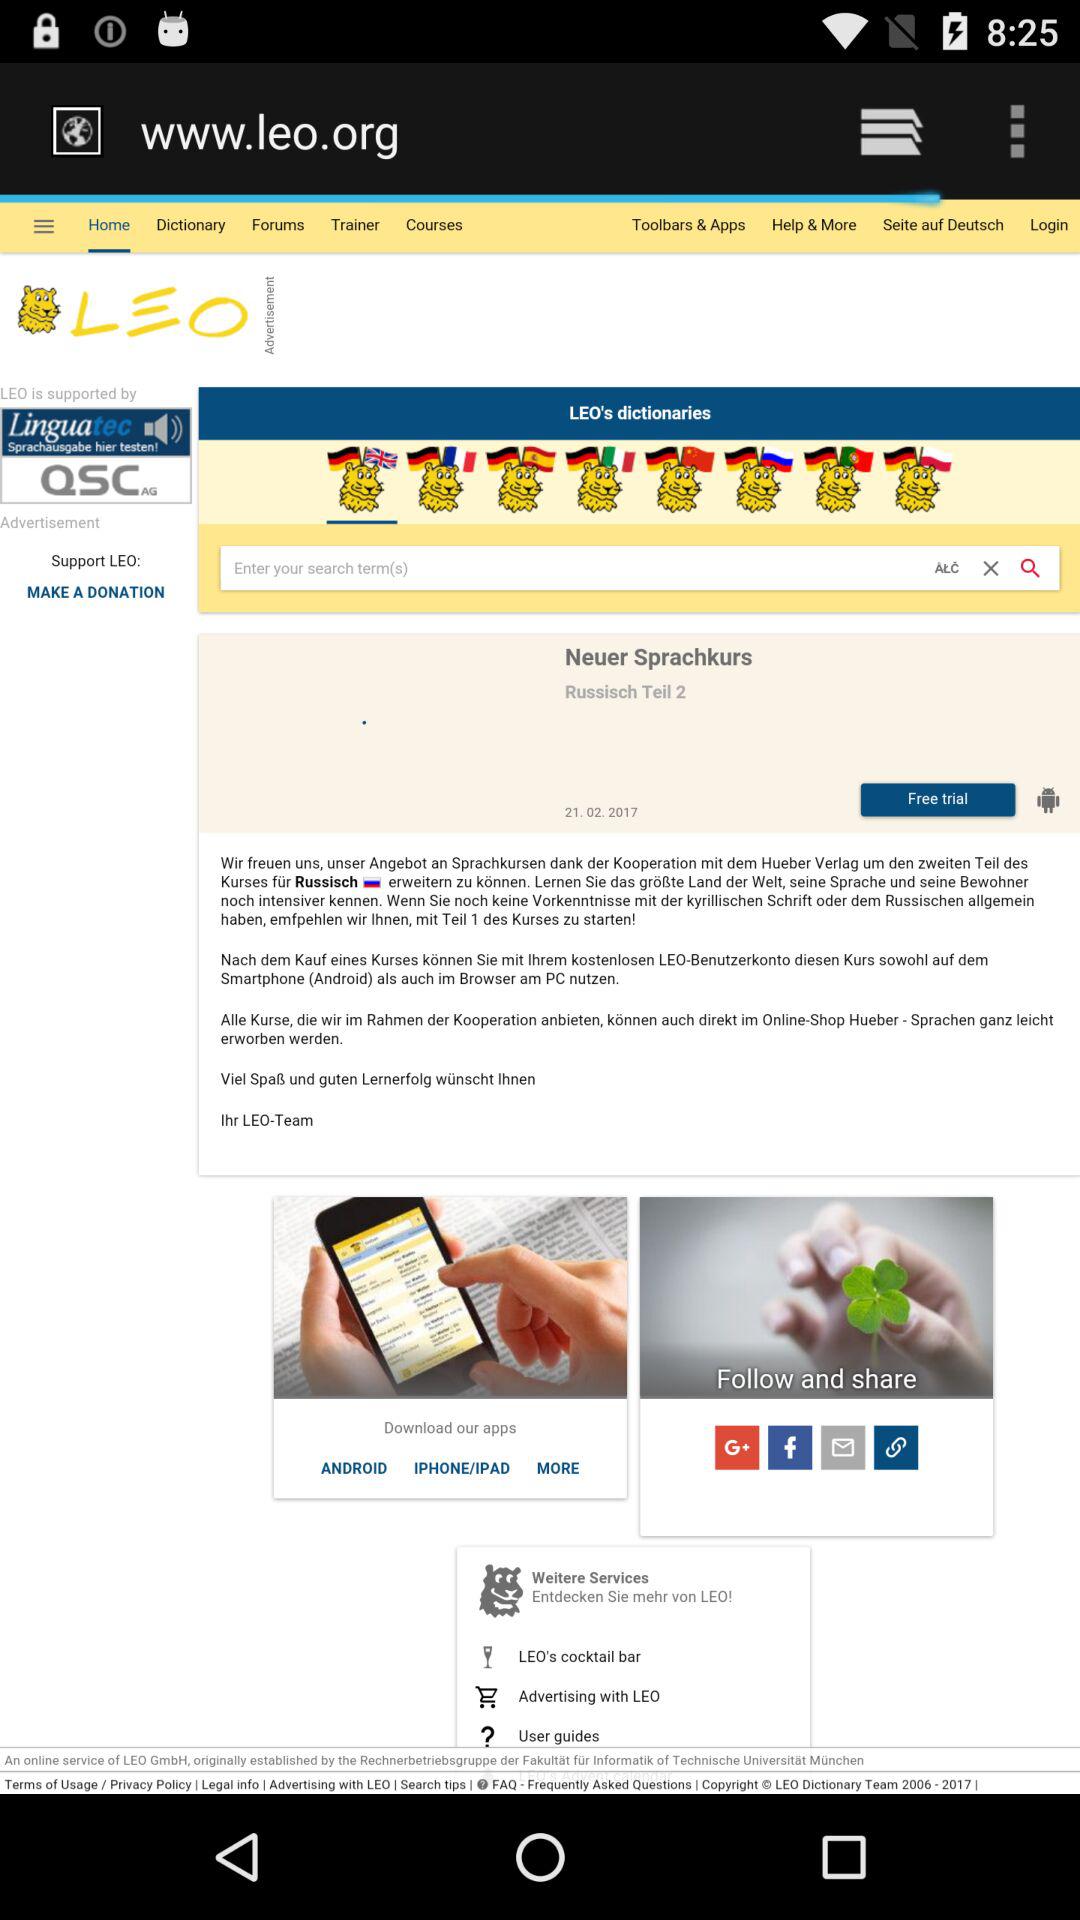 8:25
www.leo.org
Home Dictionary Forums Trainer Courses Toolbars & Apps Help & More Seite auf Deutsch Login
LEO
Advertisement
LEO is supported by
Linguatec
Sprachausgabe hier testen!
QSC AG
Advertisement
Support LEO:
MAKE A DONATION
LEO's dictionaries
Enter your search term(s) ÀŁČ
Neuer Sprachkurs
Russisch Teil 2
21. 02. 2017
Free trial
Wir freuen uns, unser Angebot an Sprachkursen dank der Kooperation mit dem Hueber Verlag um den zweiten Teil des
Kurses für Russisch erweitern zu können. Lernen Sie das größte Land der Welt, seine Sprache und seine Bewohner
noch intensiver kennen. Wenn Sie noch keine Vorkenntnisse mit der kyrillischen Schrift oder dem Russischen allgemein
haben, emfpehlen wir Ihnen, mit Teil 1 des Kurses zu starten!
Nach dem Kauf eines Kurses können Sie mit Ihrem kostenlosen LEO-Benutzerkonto diesen Kurs sowohl auf dem
Smartphone (Android) als auch im Browser am PC nutzen.
Alle Kurse, die wir im Rahmen der Kooperation anbieten, können auch direkt im Online-Shop Hueber - Sprachen ganz leicht
erworben werden.
Viel Spaß und guten Lernerfolg wünscht Ihnen
Ihr LEO-Team
Download our apps
ANDROID IPHONE/IPAD MORE
Follow and share
G+ f
Weitere Services
Entdecken Sie mehr von LEO!
LEO's cocktail bar
Advertising with LEO
? User guides
LEO's Advent calendar
An online service of LEO GmbH, originally established by the Rechnerbetriebsgruppe der Fakultät für Informatik of Technische Universität München
Terms of Usage / Privacy Policy | Legal info | Advertising with LEO | Search tips | ? FAQ - Frequently Asked Questions | Copyright © LEO Dictionary Team 2006 - 2017 |